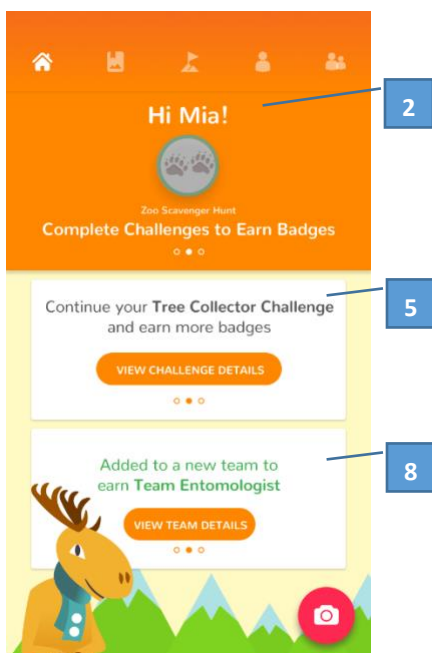 Hi Mia!
2
Zoo Scavenger Hunt
Complete Challenges to Earn Badges
Continue your Tree Collector Challenge
5
and earn more badges
VIEW CHALLENGE DETAILS
Added to a new team to
8
earn Team Entomologist
VIEW TEAM DETAILS